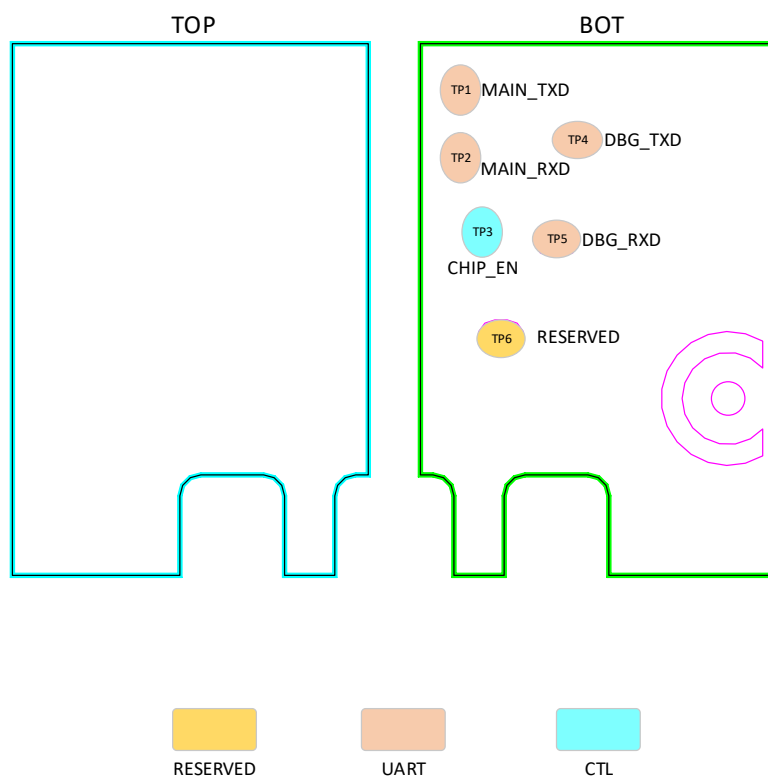 TOP
BOT
TP1 MAIN_TXD
TP4 DBG_TXD
TP2 MAIN_RXD
TP3
CHIP_EN
TP5 DBG_RXD
TP6 RESERVED
RESERVED
UART
CTL